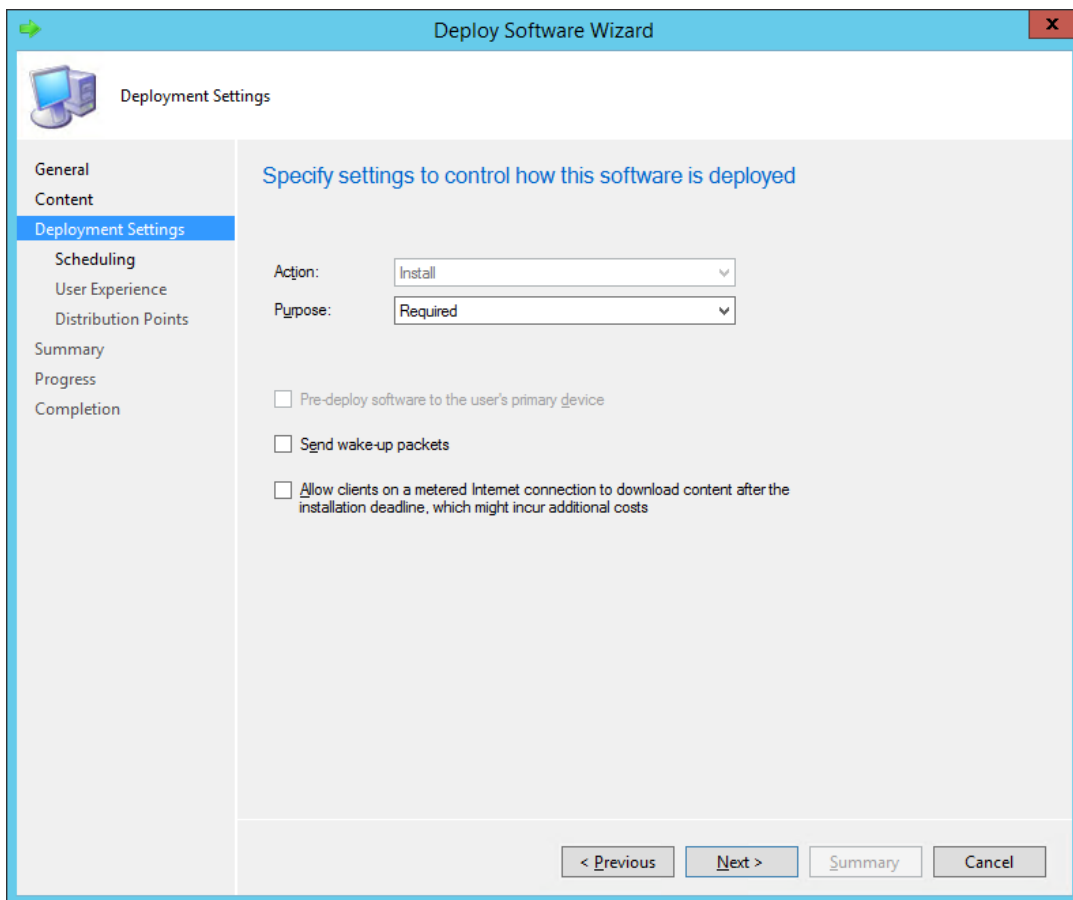 Deploy Software Wizard
x
Deployment Settings
General
Content
Deployment Settings
Scheduling
User Experience
Distribution Points
Summary
Progress
Completion
Specify settings to control how this software is deployed
Action: Install
Purpose: Required
Pre-deploy software to the user's primary device
Send wake-up packets
Allow clients on a metered Internet connection to download content after the
installation deadline, which might incur additional costs
< Previous Next > Summary Cancel